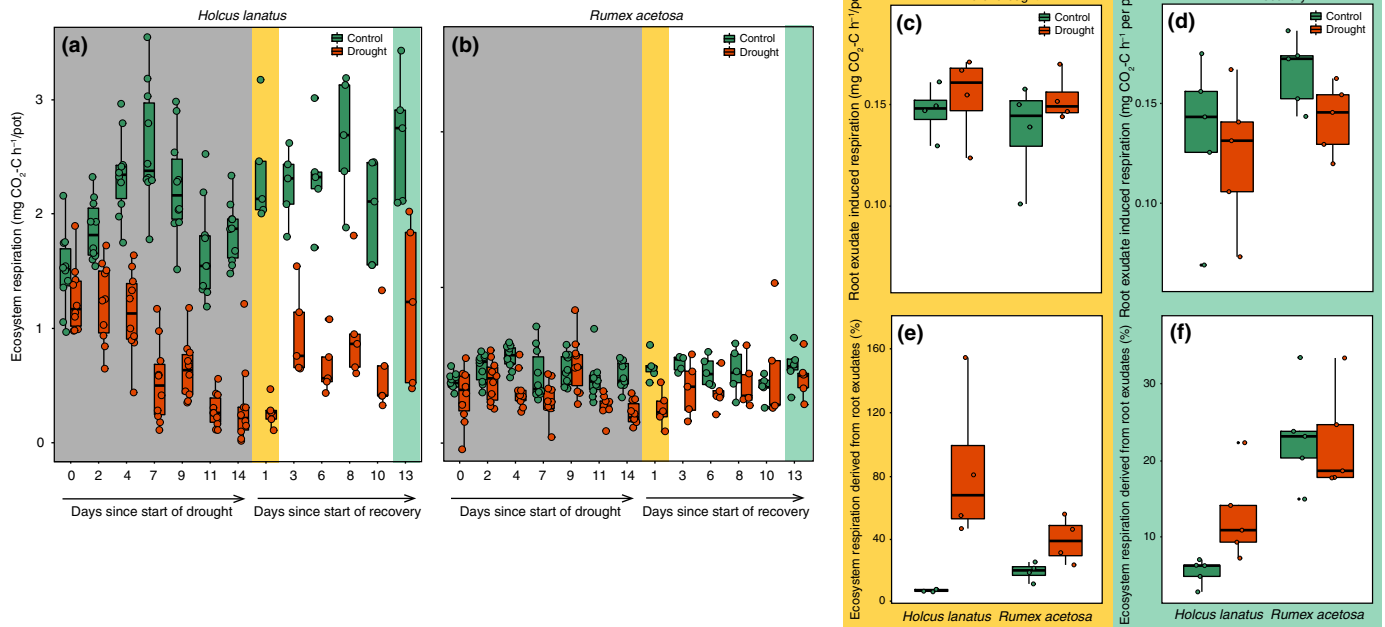 Holcus lanatus
Rumex acetosa
(a)
Control
Drought
(b)
Control
Drought
Ecosystem respiration (mg CO₂-C h⁻¹/pot)
3
2
1
0
0 2 4 7 9 11 14 1 3 6 8 10 13
0 2 4 7 9 11 14 1 3 6 8 10 13
Days since start of drought
Days since start of recovery
Days since start of drought
Days since start of recovery
(c)
Control
Drought
Root exudate induced respiration (mg CO₂-C h⁻¹/po
0.15
0.10
(d)
Control
Drought
Root exudate induced respiration (mg CO₂-C h⁻¹ per p
0.15
0.10
(e)
Ecosystem respiration derived from root exudates (%)
160
120
80
40
0
Holcus lanatus Rumex acetosa
(f)
Ecosystem respiration derived from root exudates (%)
30
20
10
Holcus lanatus Rumex acetosa